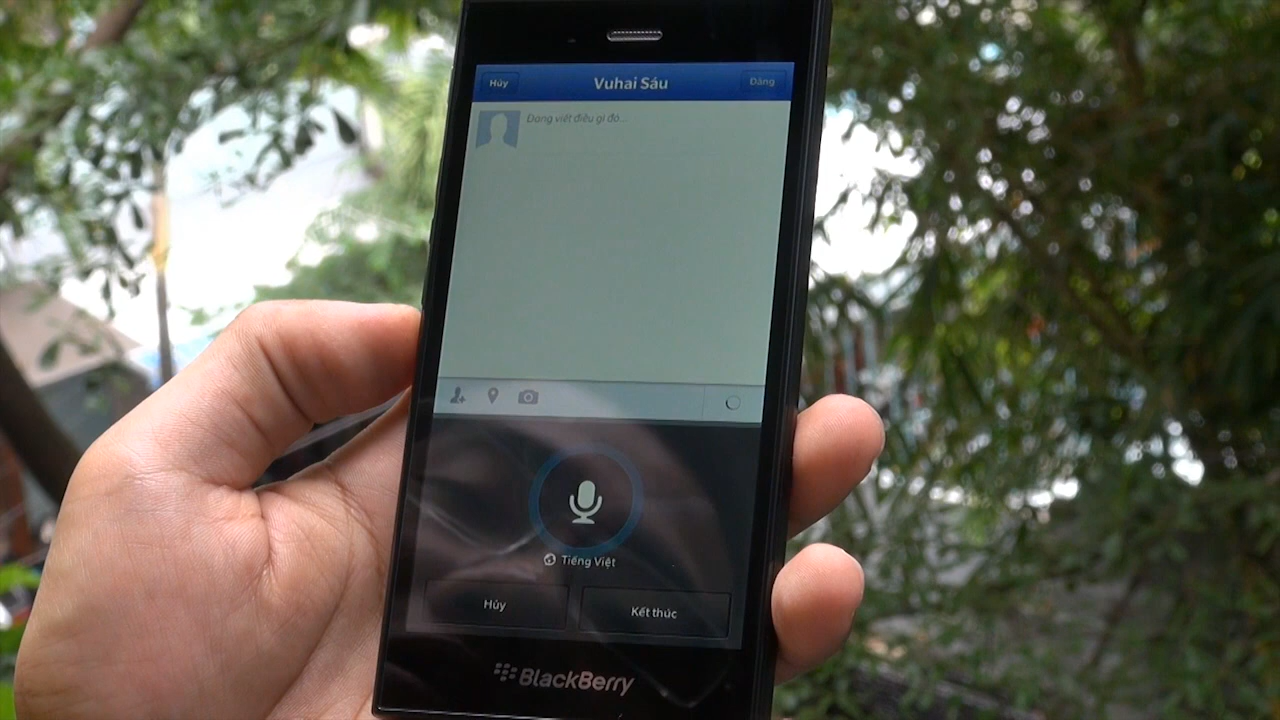 Hủy
Vuhai Sáu
Đăng
Đang viết điều gì đó...
Tiếng Việt
Hủy
Kết thúc
BlackBerry